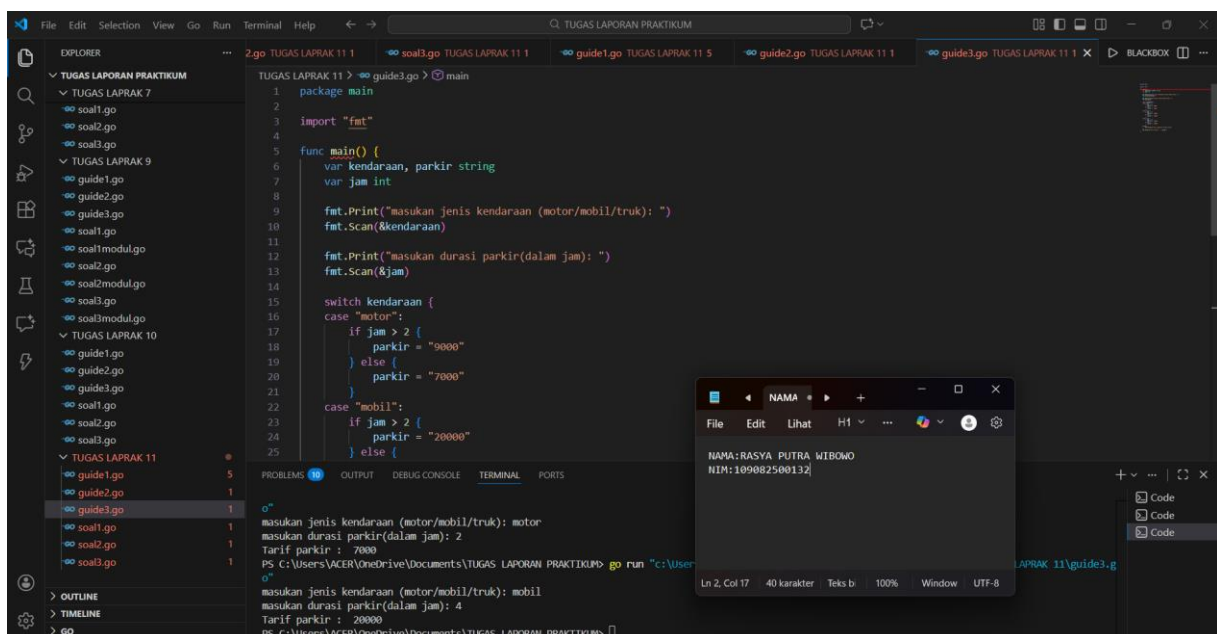 File Edit Selection View Go Run Terminal Help
TUGAS LAPORAN PRAKTIKUM
EXPLORER
2.go TUGAS LAPRAK 11 1
soal3.go TUGAS LAPRAK 11 1
guide1.go TUGAS LAPRAK 11 5
guide2.go TUGAS LAPRAK 11 1
guide3.go TUGAS LAPRAK 11 1
BLACKBOX
TUGAS LAPORAN PRAKTIKUM
TUGAS LAPRAK 7
soal1.go
soal2.go
soal3.go
TUGAS LAPRAK 9
guide1.go
guide2.go
guide3.go
soal1.go
soal1modul.go
soal2.go
soal2modul.go
soal3.go
soal3modul.go
TUGAS LAPRAK 10
guide1.go
guide2.go
guide3.go
soal1.go
soal2.go
soal3.go
TUGAS LAPRAK 11
guide1.go 5
guide2.go 1
guide3.go 1
soal1.go 1
soal2.go 1
soal3.go 1
OUTLINE
TIMELINE
GO
TUGAS LAPRAK 11 > guide3.go > main
1 package main
2
3 import "fmt"
4
5 func main() {
6 var kendaraan, parkir string
7 var jam int
8
9 fmt.Print("masukan jenis kendaraan (motor/mobil/truk): ")
10 fmt.Scan(&kendaraan)
11
12 fmt.Print("masukan durasi parkir(dalam jam): ")
13 fmt.Scan(&jam)
14
15 switch kendaraan {
16 case "motor":
17 if jam > 2 {
18 parkir = "9000"
19 } else {
20 parkir = "7000"
21 }
22 case "mobil":
23 if jam > 2 {
24 parkir = "20000"
25 } else {
PROBLEMS 10 OUTPUT DEBUG CONSOLE TERMINAL PORTS
o"
masukan jenis kendaraan (motor/mobil/truk): motor
masukan durasi parkir(dalam jam): 2
Tarif parkir : 7000
PS C:\Users\ACER\OneDrive\Documents\TUGAS LAPORAN PRAKTIKUM> go run "c:\User
LAPRAK 11\guide3.g
o"
masukan jenis kendaraan (motor/mobil/truk): mobil
masukan durasi parkir(dalam jam): 4
Tarif parkir : 20000
PS C:\Users\ACER\OneDrive\Documents\TUGAS LAPORAN PRAKTIKUM>
Code
Code
Code
NAMA
File Edit Lihat H1
NAMA:RASYA PUTRA WIBOWO
NIM:109082500132
Ln 2, Col 17 40 karakter Teks bi 100% Window UTF-8